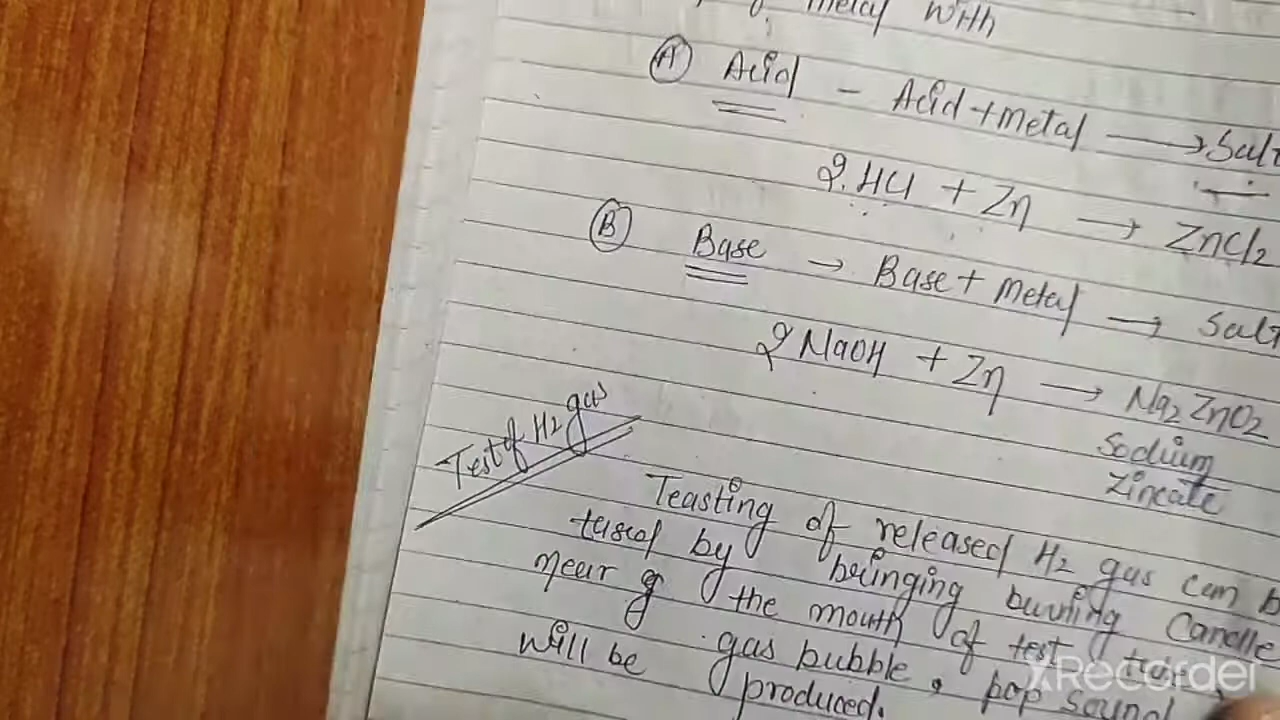 metal with
(A) Acid - Acid + metal → Salt
2 HCl + Zn → ZnCl2
(B) Base → Base + metal → Salt
2 NaOH + Zn → Na2ZnO2
Sodium
Zincate
Test of H2 gas
Teasting of released H2 gas can b
tested by bringing burning Candle
near the mouth of test
gas bubble, pop sound
will be produced.
XRecorder